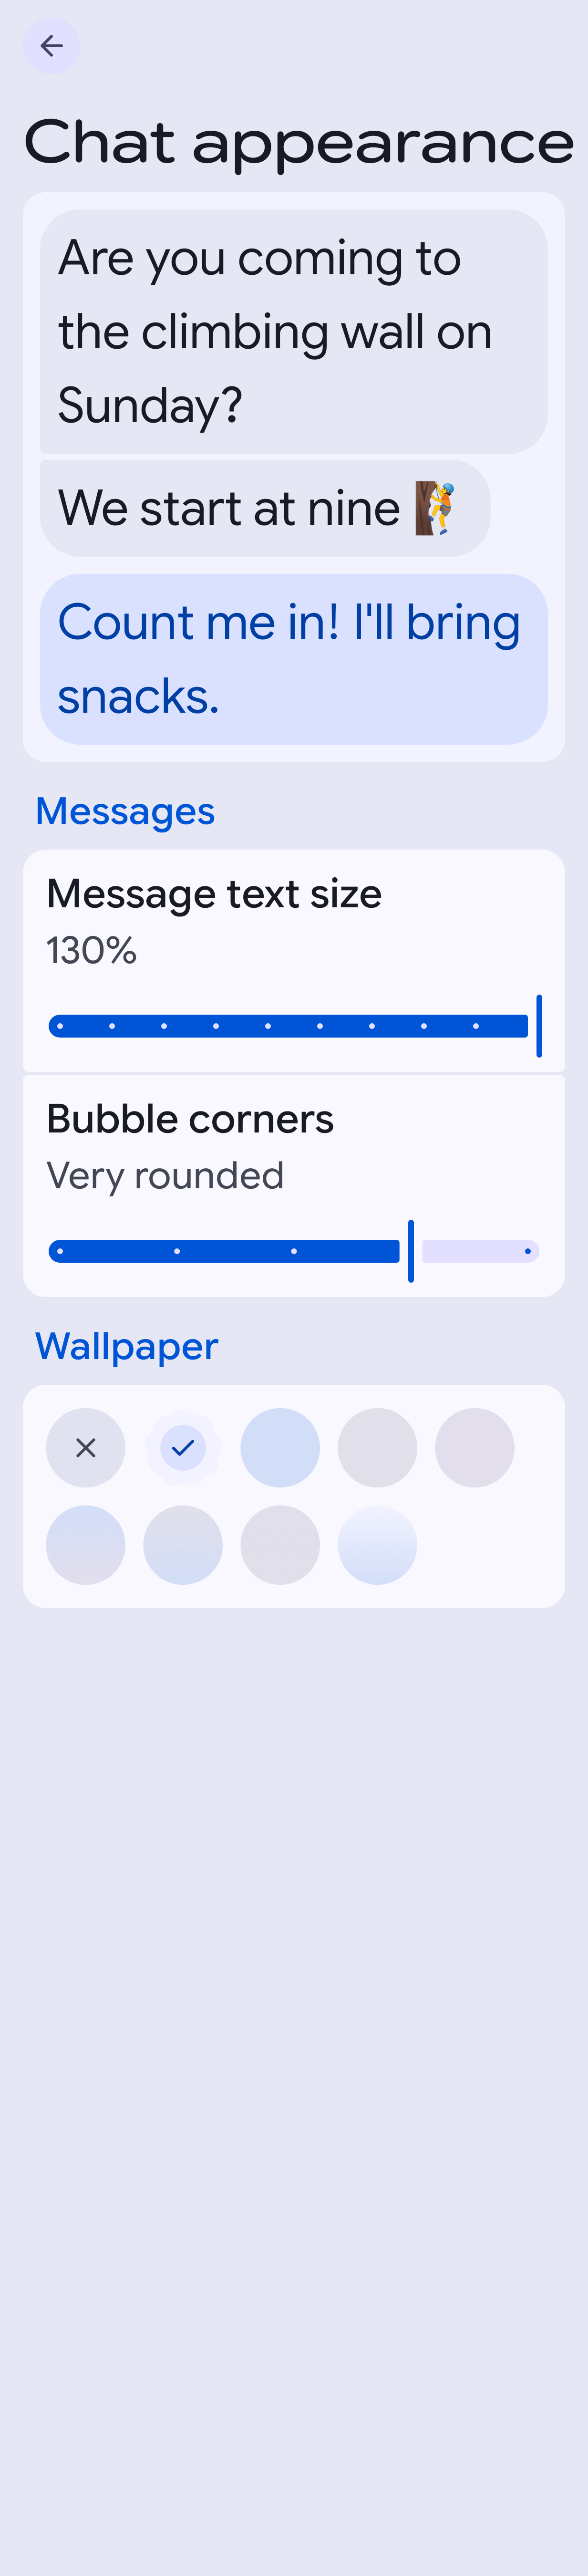 Chat appearance
Are you coming to
the climbing wall on
Sunday?
We start at nine 🧗
Count me in! I'll bring
snacks.
Messages
Message text size
130%
Bubble corners
Very rounded
Wallpaper